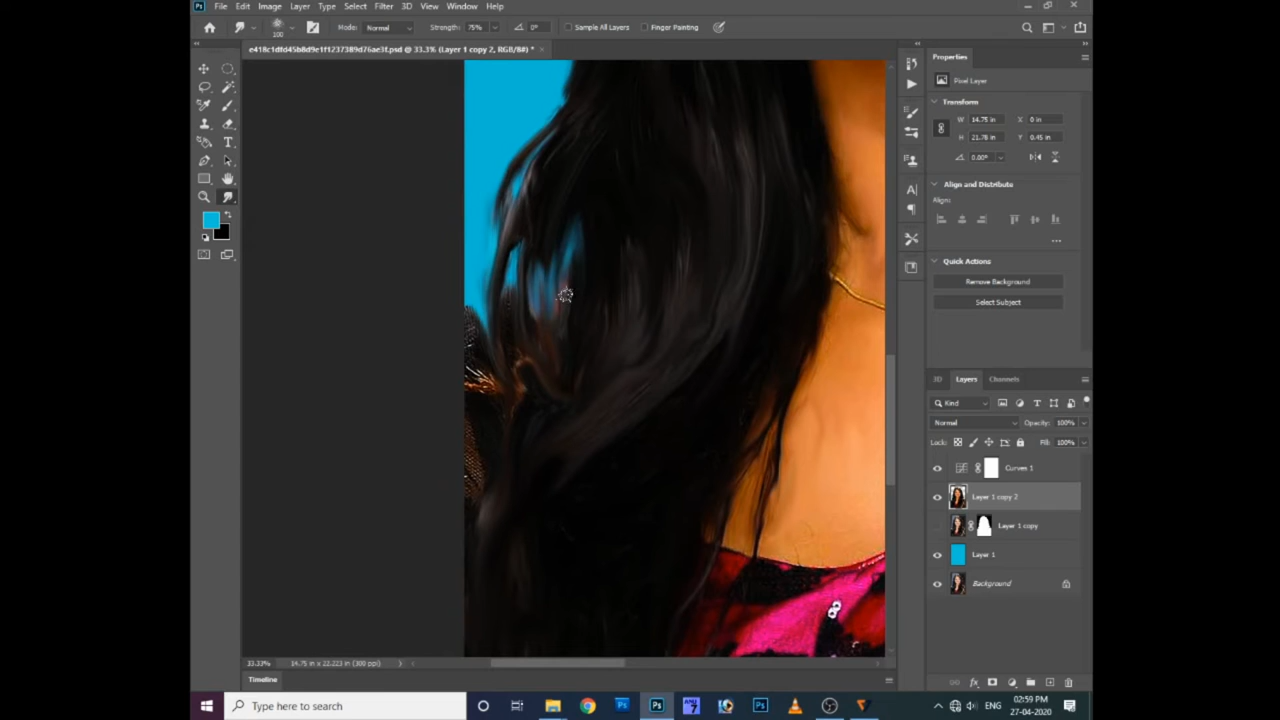 File Edit Image Layer Type Select Filter 3D View Window Help
100 Mode: Normal Strength: 75% 0° Sample All Layers Finger Painting
(Layer 1 copy 2, RGB/8#) *
Properties
Pixel Layer
Transform
W 14.75 in X 0 in
H 21.78 in Y 0.45 in
0.00°
Align and Distribute
Align:
Quick Actions
Remove Background
Select Subject
3D Layers Channels
Kind
Normal Opacity: 100%
Lock: Fill: 100%
Curves 1
Layer 1 copy 2
Layer 1 copy
Layer 1
Background
33.33% 14.75 in x 22.223 in (300 ppi)
Timeline
Type here to search
ENG
02:59 PM
27-04-2020